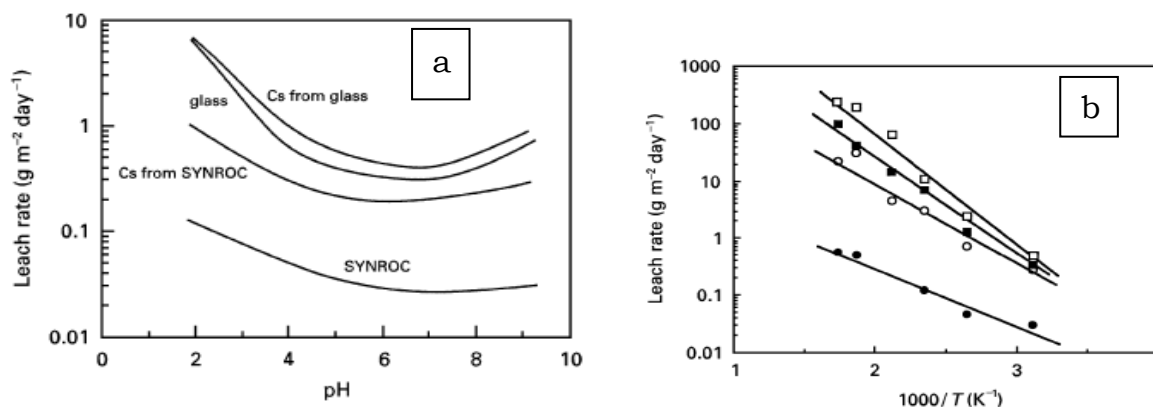 a
Leach rate (g m⁻² day⁻¹)
10
1
0.1
0.01
Cs from glass
glass
Cs from SYNROC
SYNROC
0 2 4 6 8 10
pH
b
Leach rate (g m⁻² day⁻¹)
1000
100
10
1
0.1
0.01
1 2 3
1000/T (K⁻¹)